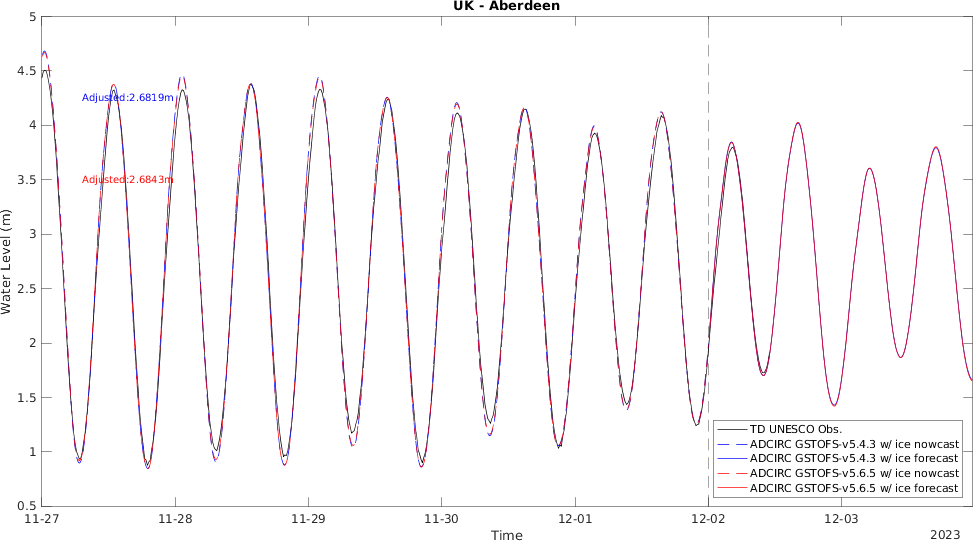 UK - Aberdeen
5
4.5
Adjusted:2.6819m
4
3.5
Adjusted:2.6843m
3
Water Level (m)
2.5
2
1.5
1
0.5
TD UNESCO Obs.
ADCIRC GSTOFS-v5.4.3 w/ ice nowcast
ADCIRC GSTOFS-v5.4.3 w/ ice forecast
ADCIRC GSTOFS-v5.6.5 w/ ice nowcast
ADCIRC GSTOFS-v5.6.5 w/ ice forecast
11-27 11-28 11-29 11-30 12-01 12-02 12-03
Time
2023